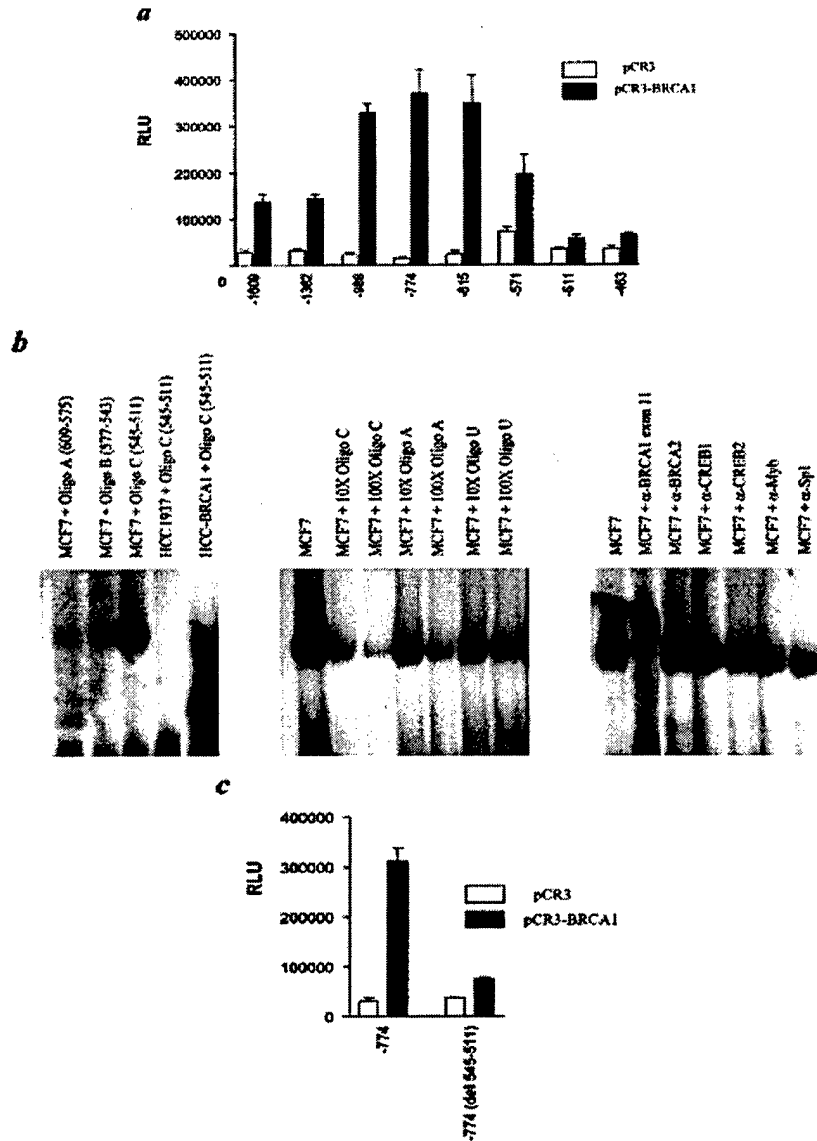 a
500000
400000
300000
200000
100000
0
RLU
pCR3
pCR3-BRCA1
-1609
-1362
-988
-774
-615
-571
-511
-463
b
MCF7 + Oligo A (609-575)
MCF7 + Oligo B (577-543)
MCF7 + Oligo C (545-511)
HCC1937 + Oligo C (545-511)
HCC-BRCA1 + Oligo C (545-511)
MCF7
MCF7 + 10X Oligo C
MCF7 + 100X Oligo C
MCF7 + 10X Oligo A
MCF7 + 100X Oligo A
MCF7 + 10X Oligo U
MCF7 + 100X Oligo U
MCF7
MCF7 + α-BRCA1 exon 11
MCF7 + α-BRCA2
MCF7 + α-CREB1
MCF7 + α-CREB2
MCF7 + α-Myb
MCF7 + α-Sp1
c
400000
300000
200000
100000
0
RLU
pCR3
pCR3-BRCA1
-774
-774 (del 545-511)